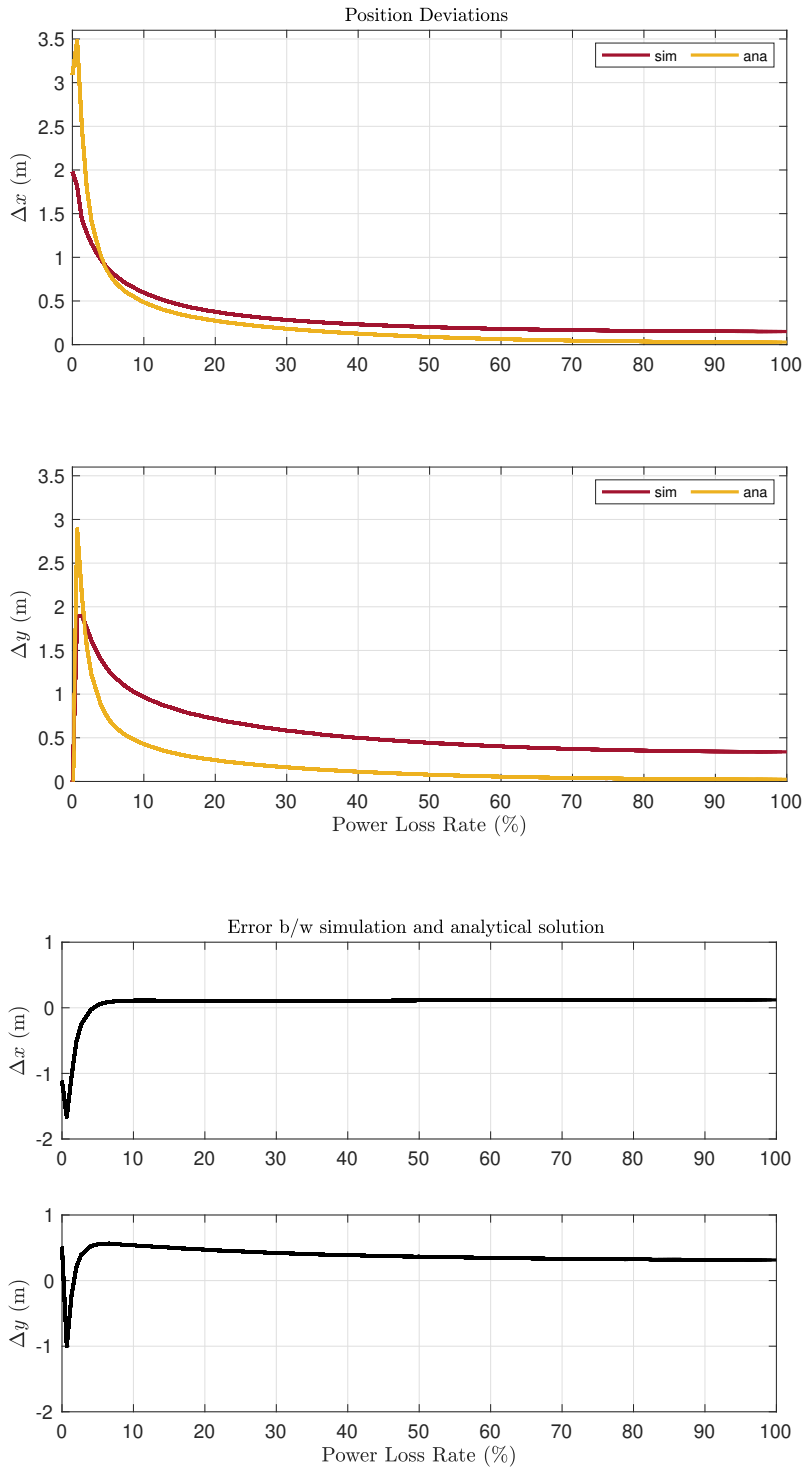 Position Deviations
sim ana
3.5
3
2.5
2
1.5
1
0.5
0
Δx (m)
0 10 20 30 40 50 60 70 80 90 100
sim ana
3.5
3
2.5
2
1.5
1
0.5
0
Δy (m)
0 10 20 30 40 50 60 70 80 90 100
Power Loss Rate (%)
Error b/w simulation and analytical solution
1
0
-1
-2
Δx (m)
0 10 20 30 40 50 60 70 80 90 100
1
0
-1
-2
Δy (m)
0 10 20 30 40 50 60 70 80 90 100
Power Loss Rate (%)